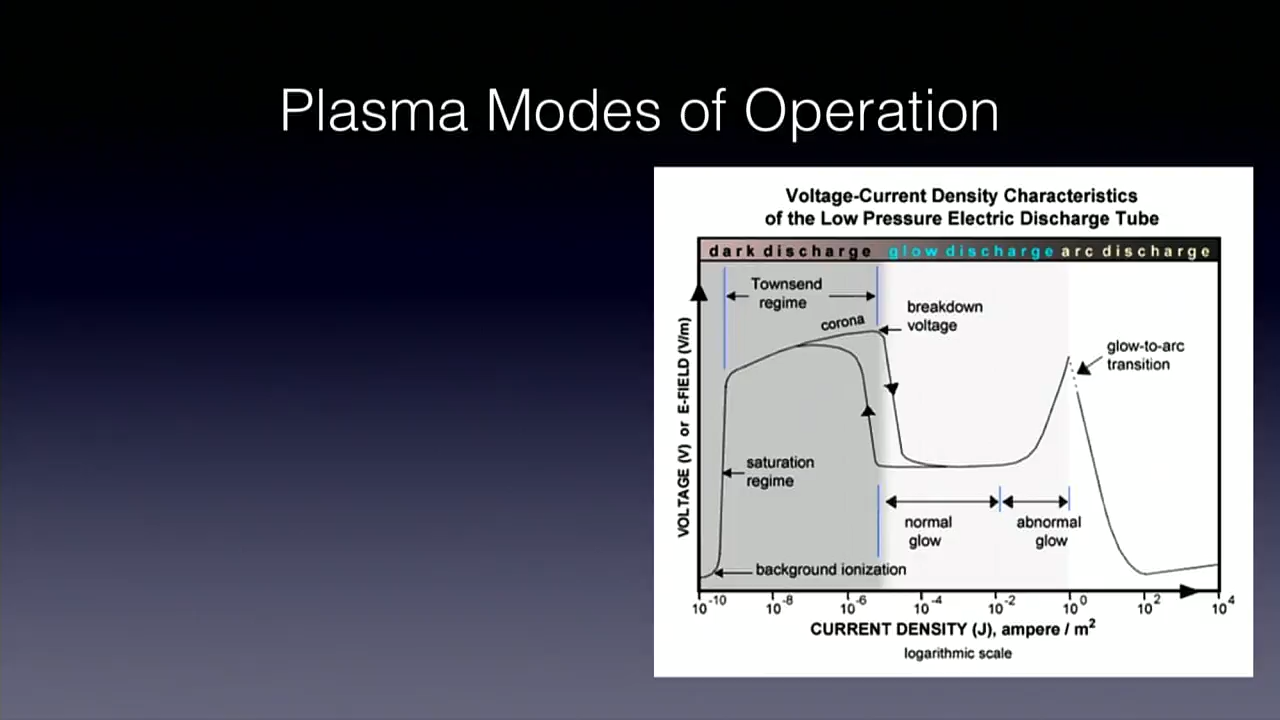 Plasma Modes of Operation
Voltage-Current Density Characteristics
of the Low Pressure Electric Discharge Tube
dark discharge glow discharge arc discharge
Townsend
regime
corona
breakdown
voltage
glow-to-arc
transition
saturation
regime
normal
glow
abnormal
glow
background ionization
VOLTAGE (V) or E-FIELD (V/m)
10^-10 10^-8 10^-6 10^-4 10^-2 10^0 10^2 10^4
CURRENT DENSITY (J), ampere / m²
logarithmic scale